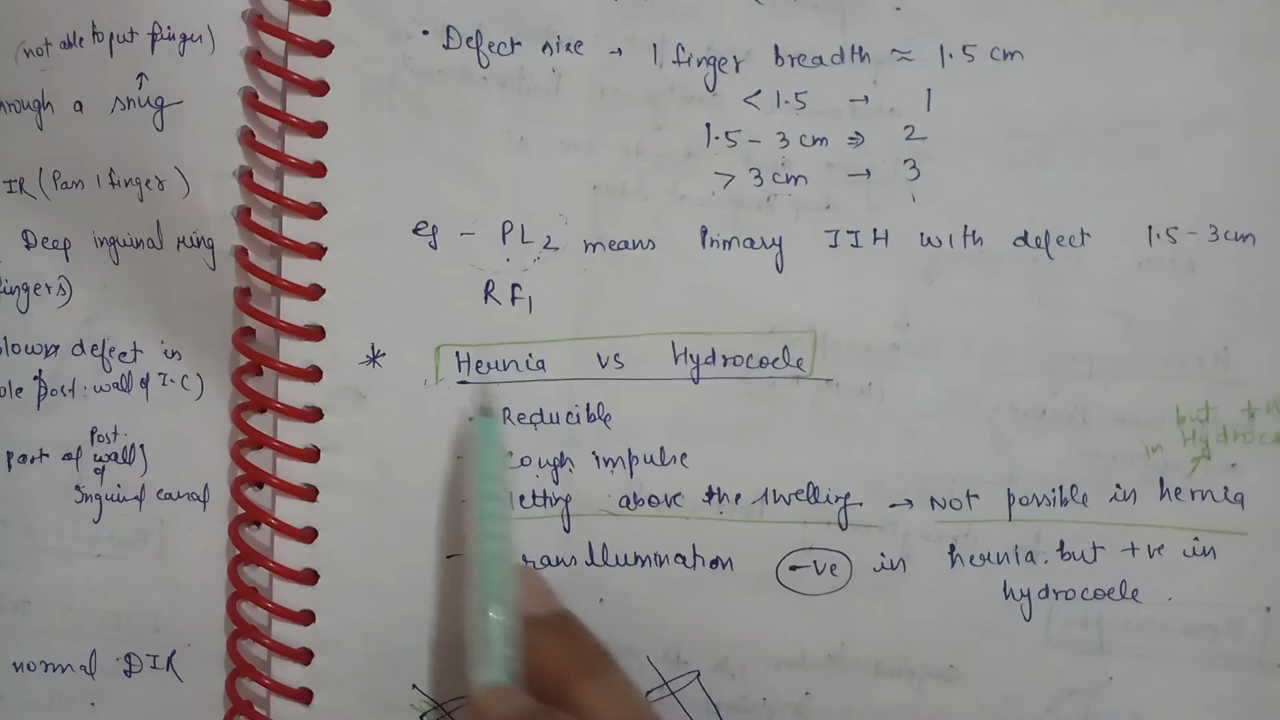 (not able to put finger)
through a snug
IR (Pass 1 finger)
Deep inguinal ring
fingers)
defect in
post: wall of I.C)
Post.
part of wall)
of
Inguinal canal
normal DIR
• Defect size → 1 finger breadth ≈ 1.5 cm
< 1.5 → 1
1.5 - 3 cm ⇒ 2
> 3 cm → 3
eg - PL2 means Primary IIH with defect 1.5 - 3cm
RF1
* Hernia vs Hydrocoele
- Reducible
- Cough impulse
but +
in Hydroc
letting above the swelling → Not possible in hernia
- ransllumination -ve in hernia. but +ve in
hydrocoele.